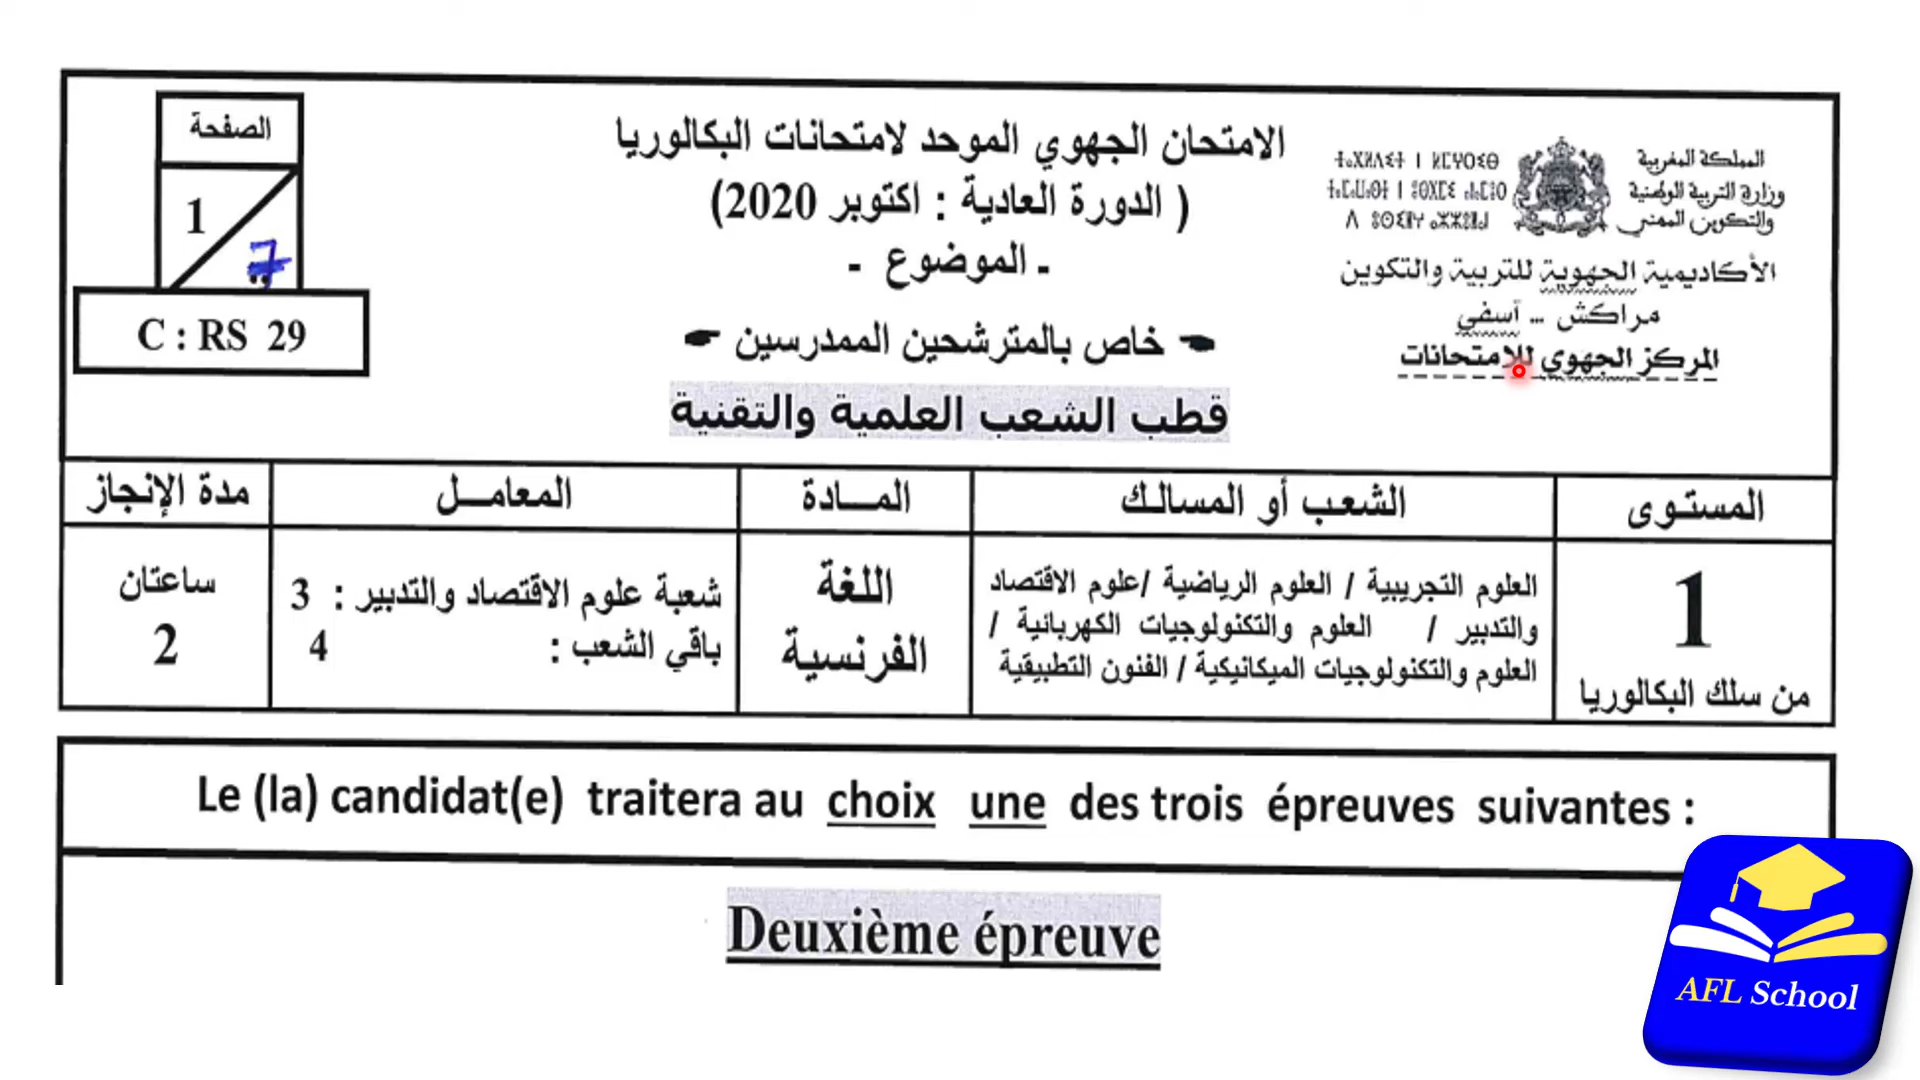 المملكة المغربية
وزارة التربية الوطنية
والتكوين المهني
ⵜⴰⴳⵍⴷⵉⵜ ⵏ ⵍⵎⵖⵔⵉⴱ
الأكاديمية الجهوية للتربية والتكوين
مراكش ... آسفي
المركز الجهوي للامتحانات
الامتحان الجهوي الموحد لامتحانات البكالوريا
( الدورة العادية : اكتوبر 2020)
- الموضوع -
خاص بالمترشحين الممدرسين
قطب الشعب العلمية والتقنية
الصفحة
1
7
C : RS 29
المستوى
الشعب أو المسالك
المـــادة
المعامـــل
مدة الإنجاز
1
من سلك البكالوريا
العلوم التجريبية / العلوم الرياضية /علوم الاقتصاد
والتدبير / العلوم والتكنولوجيات الكهربائية /
العلوم والتكنولوجيات الميكانيكية / الفنون التطبيقية
اللغة
الفرنسية
شعبة علوم الاقتصاد والتدبير : 3
باقي الشعب : 4
ساعتان
2
Le (la) candidat(e) traitera au choix une des trois épreuves suivantes :
Deuxième épreuve
AFL School